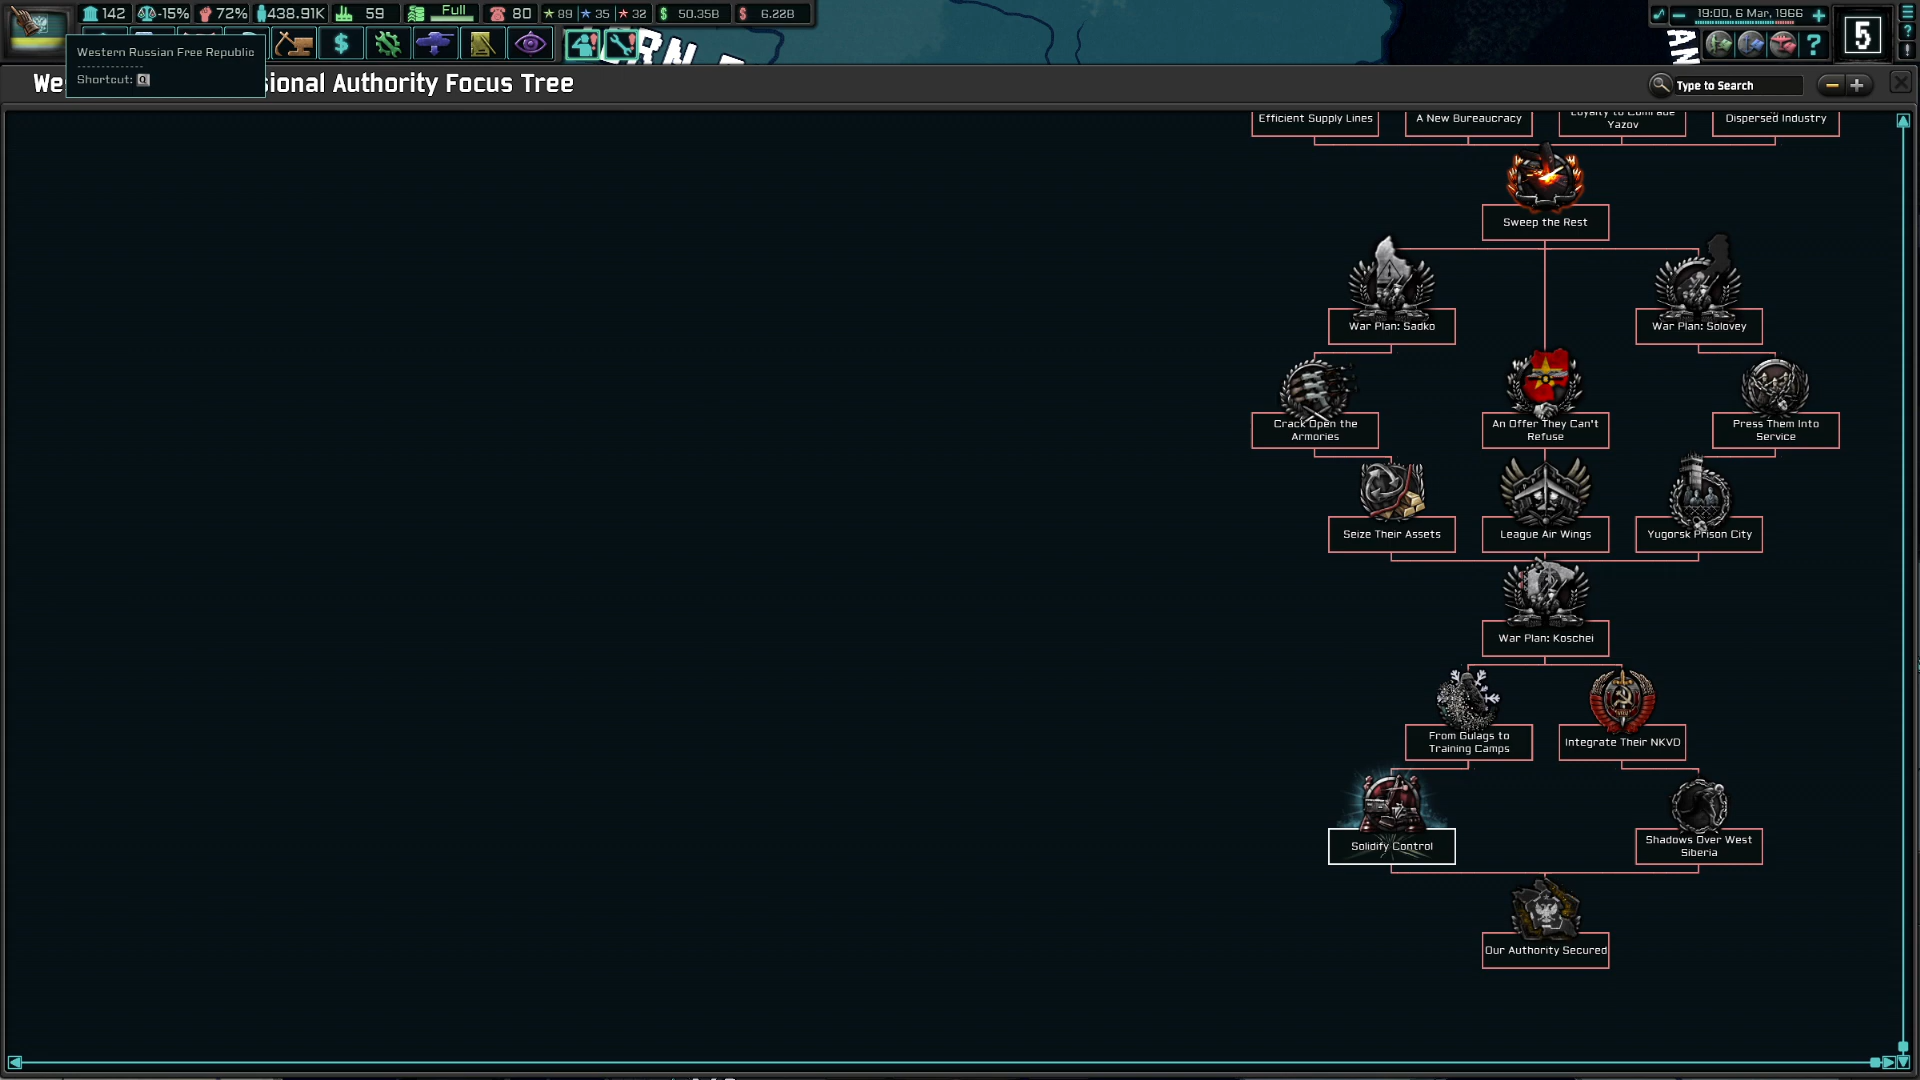 142 -15% 72% 438.91K 59 Full 80 89 35 32 $ 50.35B $ 6.22B
19:00, 6 Mar, 1966
5
Western Russian Free Republic
--------------
Shortcut: Q
We
sional Authority Focus Tree
Type to Search
Efficient Supply Lines
A New Bureaucracy
Loyalty to Comrade
Yazov
Dispersed Industry
Sweep the Rest
War Plan: Sadko
War Plan: Solovey
Crack Open the
Armories
An Offer They Can't
Refuse
Press Them Into
Service
Seize Their Assets
League Air Wings
Yugorsk Prison City
War Plan: Koschei
From Gulags to
Training Camps
Integrate Their NKVD
Solidify Control
Shadows Over West
Siberia
Our Authority Secured